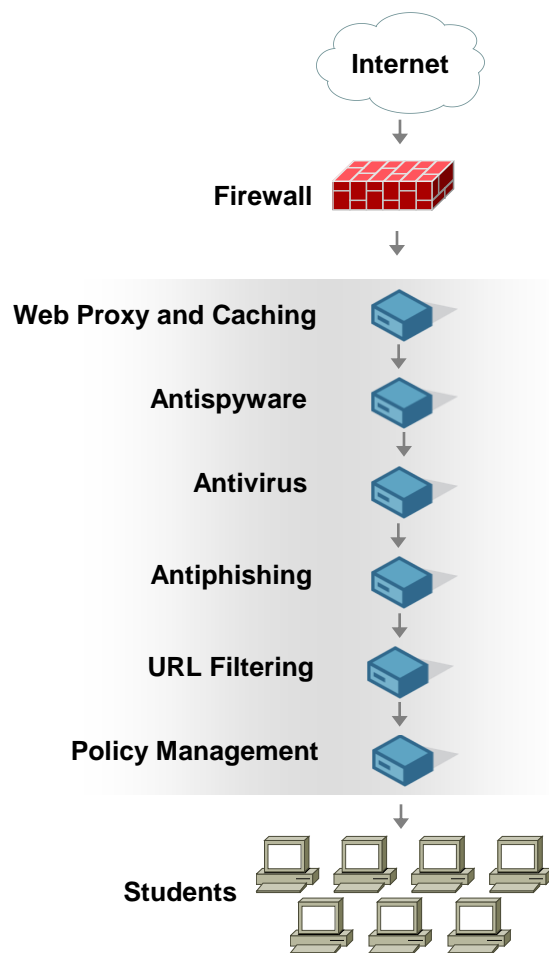 Internet
Firewall
Web Proxy and Caching
Antispyware
Antivirus
Antiphishing
URL Filtering
Policy Management
Students